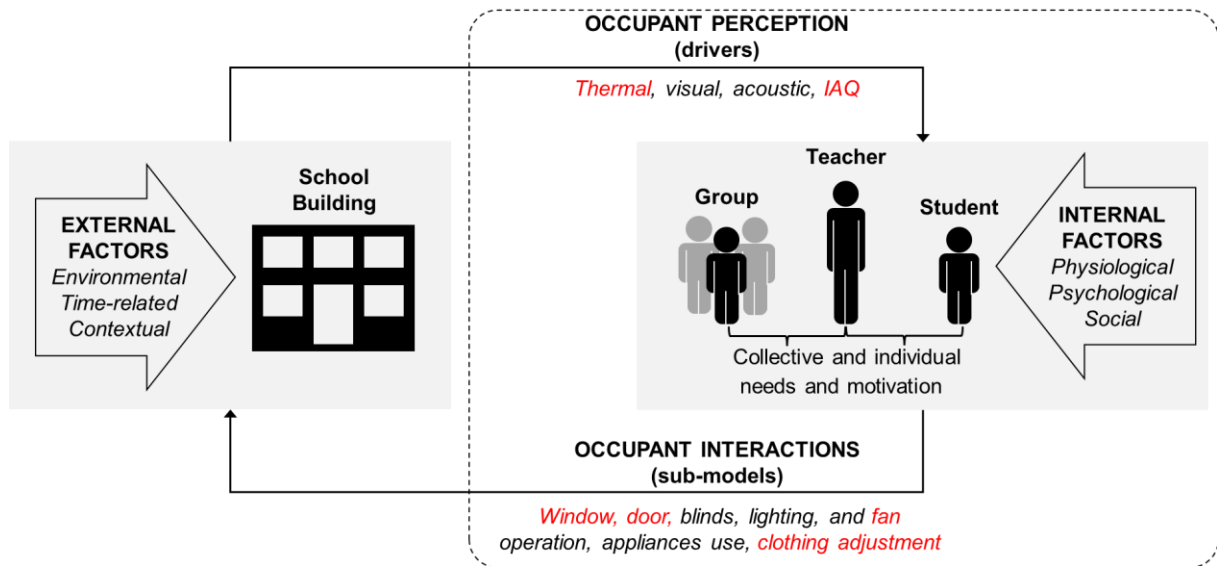 OCCUPANT PERCEPTION
(drivers)
Thermal, visual, acoustic, IAQ
School
Building
EXTERNAL
FACTORS
Environmental
Time-related
Contextual
Teacher
Group
Student
INTERNAL
FACTORS
Physiological
Psychological
Social
Collective and individual
needs and motivation
OCCUPANT INTERACTIONS
(sub-models)
Window, door, blinds, lighting, and fan
operation, appliances use, clothing adjustment